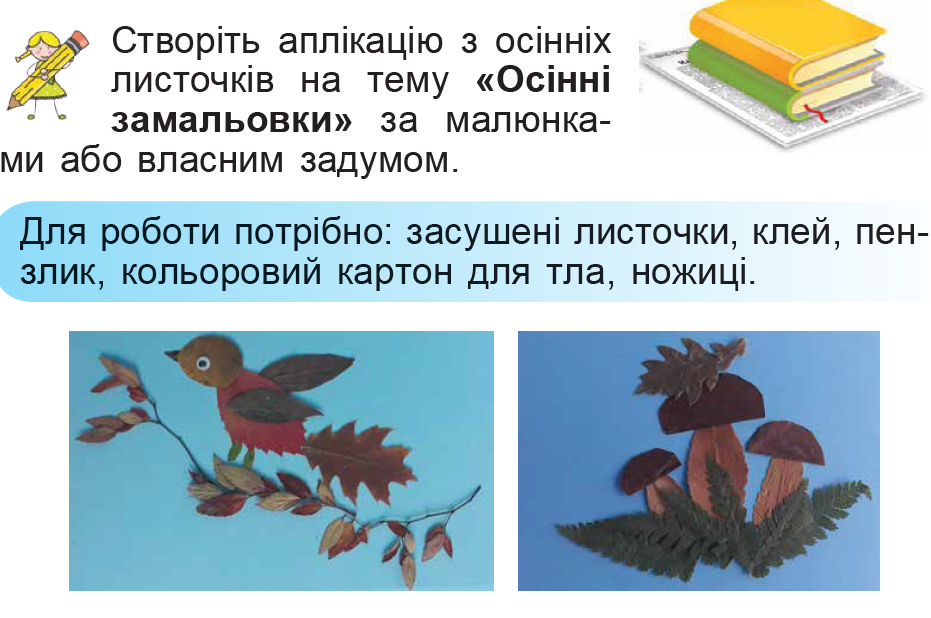 Створіть аплікацію з осінніх
листочків на тему «Осінні
замальовки» за малюнка-
ми або власним задумом.
Для роботи потрібно: засушені листочки, клей, пен-
злик, кольоровий картон для тла, ножиці.